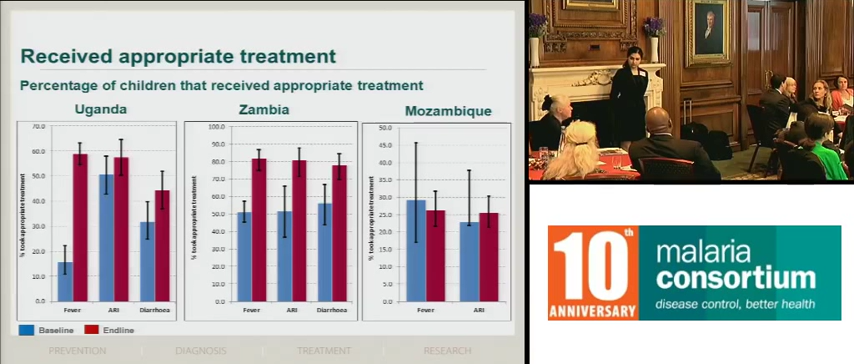 Received appropriate treatment
Percentage of children that received appropriate treatment
Uganda
Zambia
Mozambique
% took appropriate treatment
70.0
60.0
50.0
40.0
30.0
20.0
10.0
0.0
Fever ARI Diarrhoea
% took appropriate treatment
100.0
90.0
80.0
70.0
60.0
50.0
40.0
30.0
20.0
10.0
0.0
Fever ARI Diarrhoea
% took appropriate treatment
50.0
45.0
40.0
35.0
30.0
25.0
20.0
15.0
10.0
5.0
0.0
Fever ARI
Baseline Endline
PREVENTION DIAGNOSIS TREATMENT RESEARCH
10th
ANNIVERSARY
malaria
consortium
disease control, better health